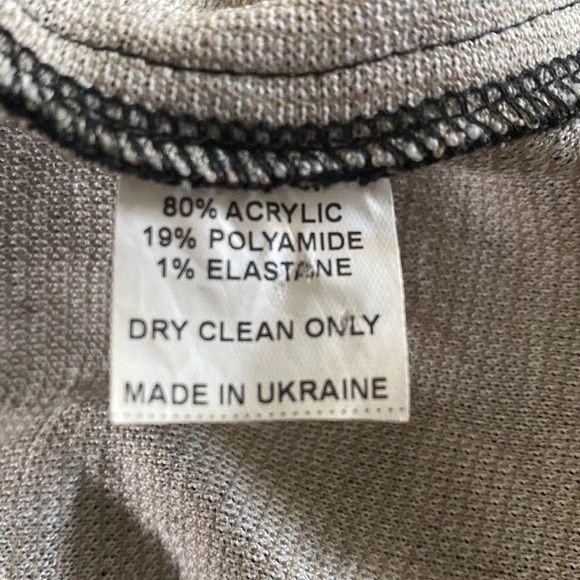 80% ACRYLIC
19% POLYAMIDE
1% ELASTANE
DRY CLEAN ONLY
MADE IN UKRAINE